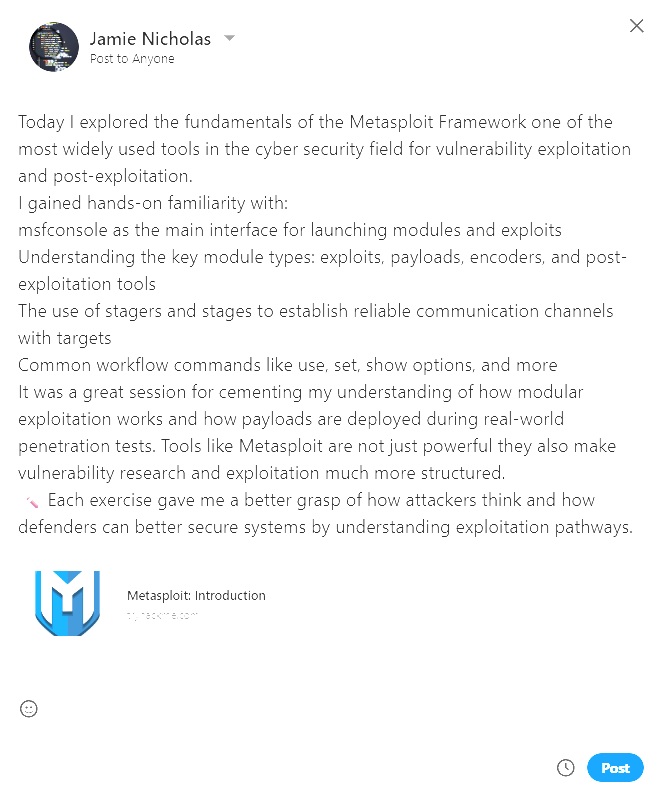 Jamie Nicholas
Post to Anyone
Today I explored the fundamentals of the Metasploit Framework one of the
most widely used tools in the cyber security field for vulnerability exploitation
and post-exploitation.
I gained hands-on familiarity with:
msfconsole as the main interface for launching modules and exploits
Understanding the key module types: exploits, payloads, encoders, and post-
exploitation tools
The use of stagers and stages to establish reliable communication channels
with targets
Common workflow commands like use, set, show options, and more
It was a great session for cementing my understanding of how modular
exploitation works and how payloads are deployed during real-world
penetration tests. Tools like Metasploit are not just powerful they also make
vulnerability research and exploitation much more structured.
Each exercise gave me a better grasp of how attackers think and how
defenders can better secure systems by understanding exploitation pathways.
Metasploit: Introduction
Post